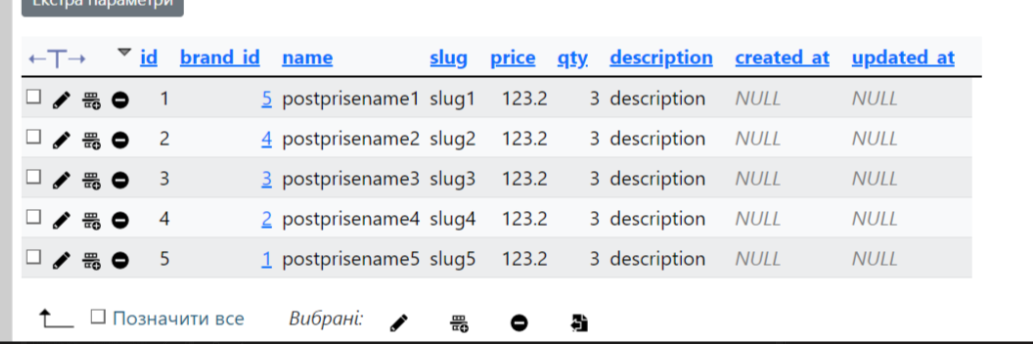 Екстра параметри
←T→ id brand_id name slug price qty description created_at updated_at
1 5 postprisename1 slug1 123.2 3 description NULL NULL
2 4 postprisename2 slug2 123.2 3 description NULL NULL
3 3 postprisename3 slug3 123.2 3 description NULL NULL
4 2 postprisename4 slug4 123.2 3 description NULL NULL
5 1 postprisename5 slug5 123.2 3 description NULL NULL
Позначити все Вибрані: